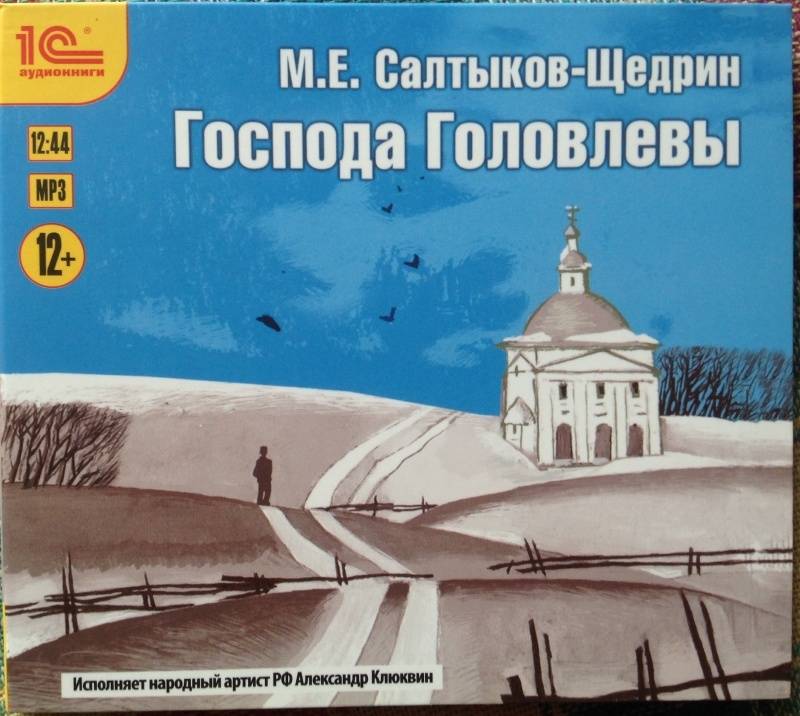 1С®
аудиокниги
М.Е. Салтыков-Щедрин
Господа Головлевы
12:44
MP3
12+
Исполняет народный артист РФ Александр Клюквин